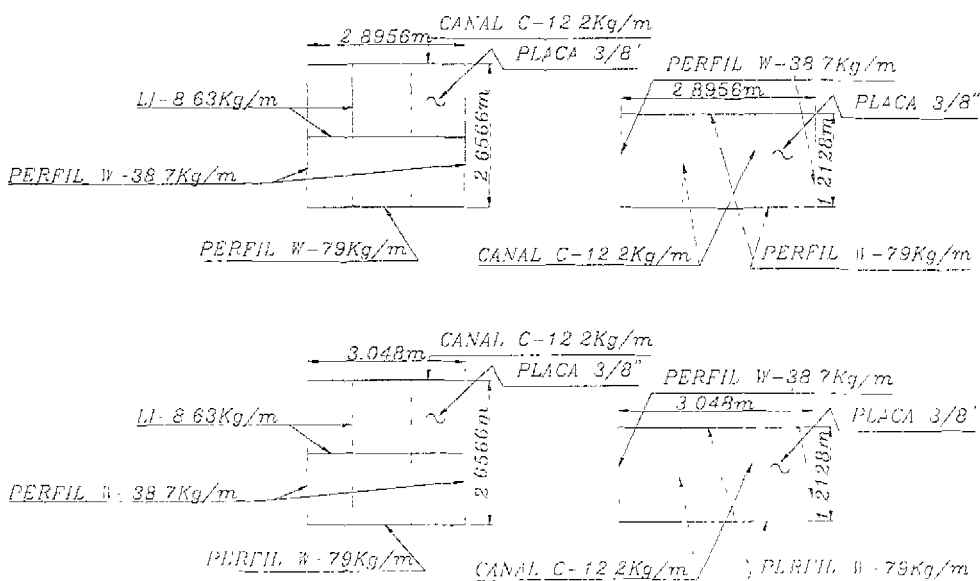 CANAL C-12 2Kg/m
2 8956m
PLACA 3/8'
LI-8 63Kg/m
2 6566m
PERFIL W-38 7Kg/m
PERFIL W-79Kg/m
PERFIL W-38 7Kg/m
2 8956m
PLACA 3/8"
1.2128m
CANAL C-12 2Kg/m
PERFIL W-79Kg/m
CANAL C-12 2Kg/m
3.048m
PLACA 3/8"
LI-8 63Kg/m
2 6566m
PERFIL W-38 7Kg/m
PERFIL W-79Kg/m
PERFIL W-38 7Kg/m
3 048m
PLACA 3/8'
1.2128m
CANAL C-12.2Kg/m
PERFIL W-79Kg/m